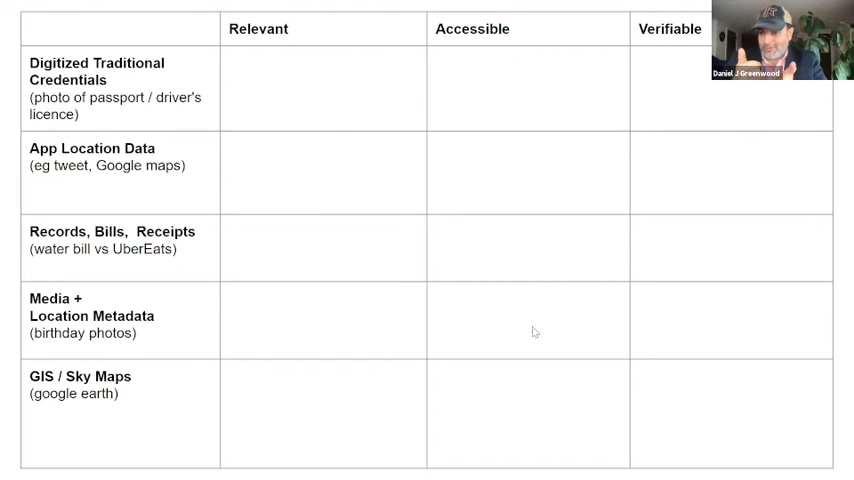 Relevant
Accessible
Verifiable
Daniel J Greenwood
Digitized Traditional
Credentials
(photo of passport / driver's
licence)
App Location Data
(eg tweet, Google maps)
Records, Bills,  Receipts
(water bill vs UberEats)
Media +
Location Metadata
(birthday photos)
GIS / Sky Maps
(google earth)